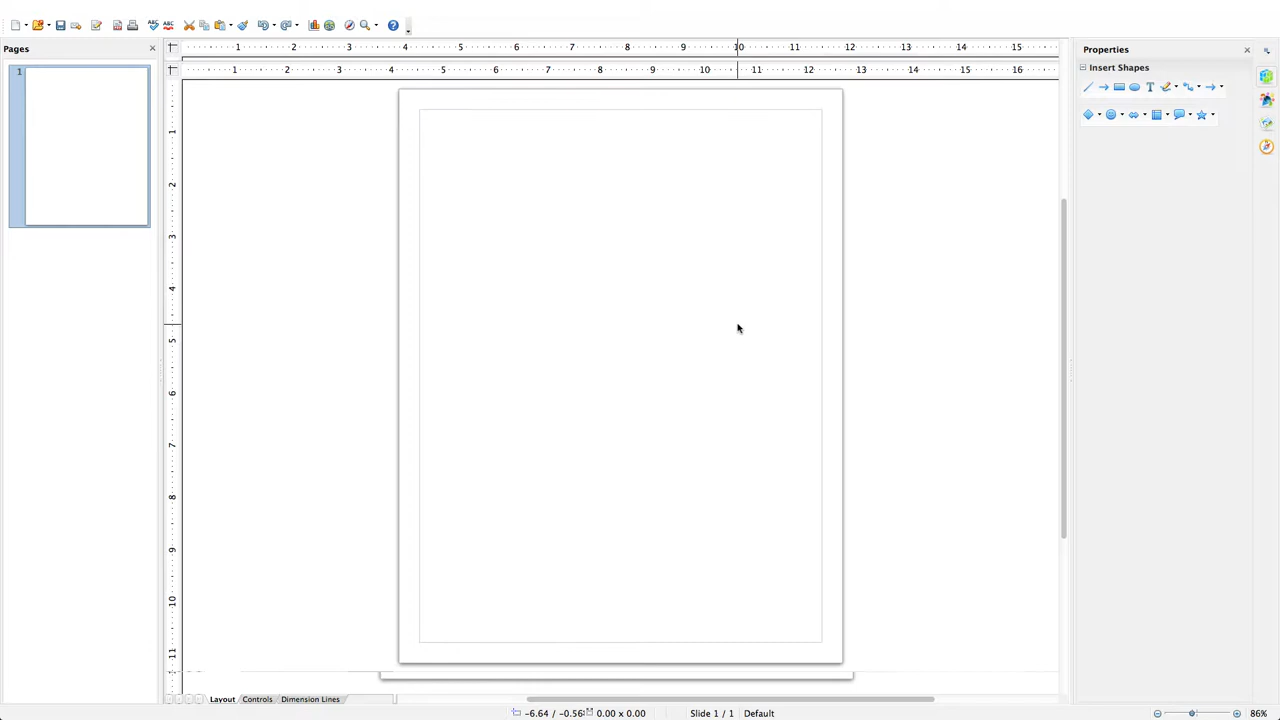 Pages
1
1 2 3 4 5 6 7 8 9 10 11 12 13 14 15
1 2 3 4 5 6 7 8 9 10 11 12 13 14 15 16
1
2
3
4
5
6
7
8
9
10
11
Properties
Insert Shapes
Layout Controls Dimension Lines
-6.64 / -0.56 0.00 x 0.00 Slide 1 / 1 Default 86%